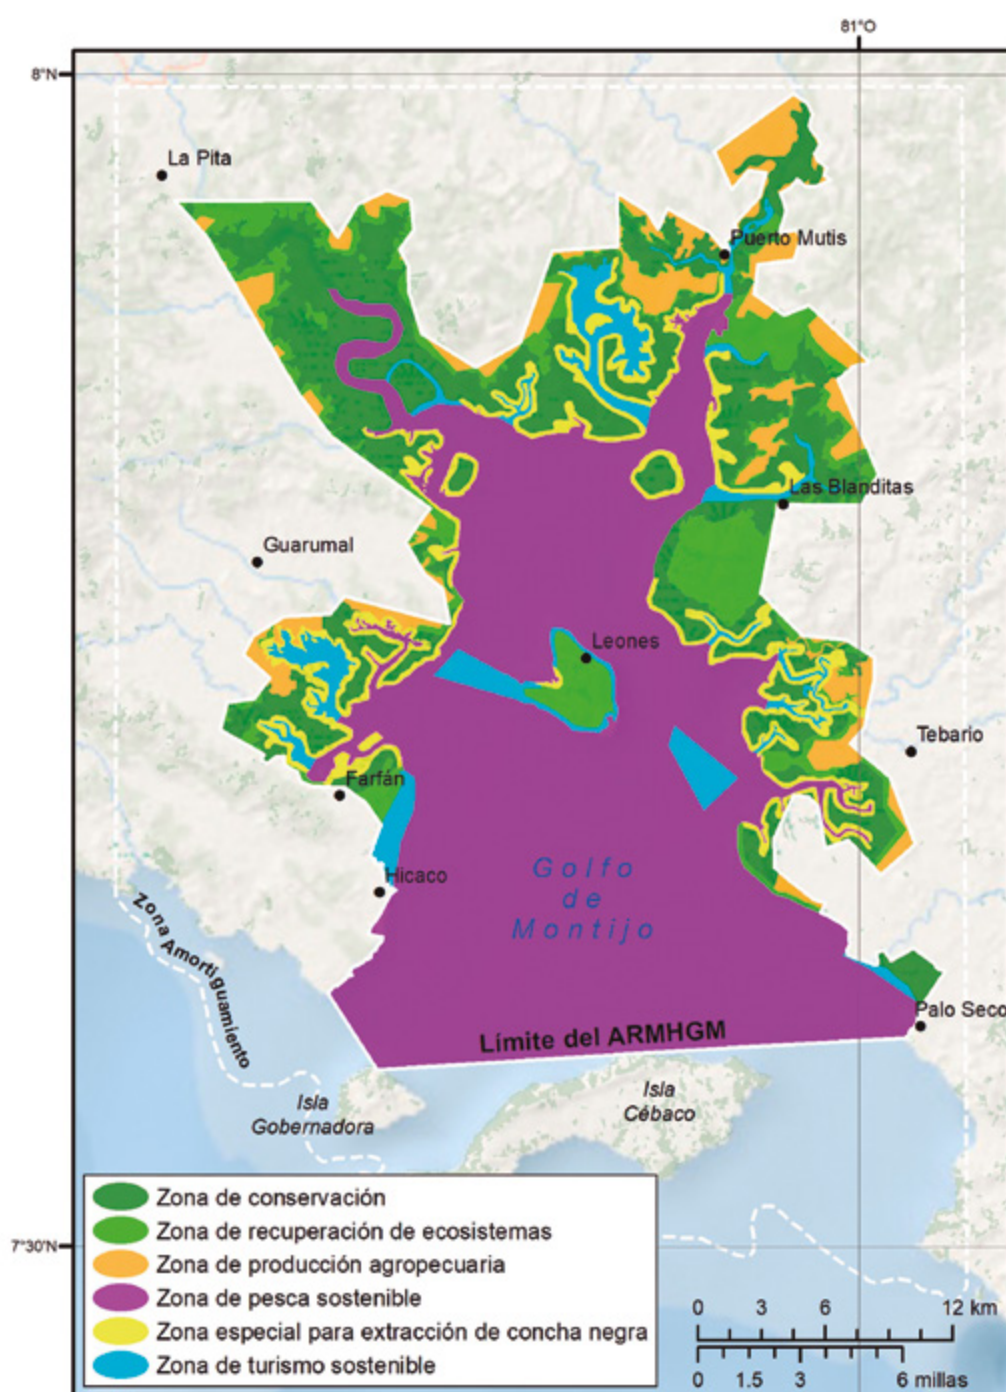 81°O
8°N
La Pita
Puerto Mutis
Las Blanditas
Guarumal
Leones
Tebario
Farfán
Hicaco
Golfo
de
Montijo
Zona Amortiguamiento
Palo Seco
Límite del ARMHGM
Isla
Gobernadora
Isla
Cébaco
7°30'N
Zona de conservación
Zona de recuperación de ecosistemas
Zona de producción agropecuaria
Zona de pesca sostenible
Zona especial para extracción de concha negra
Zona de turismo sostenible
0 3 6 12 km
0 1.5 3 6 millas